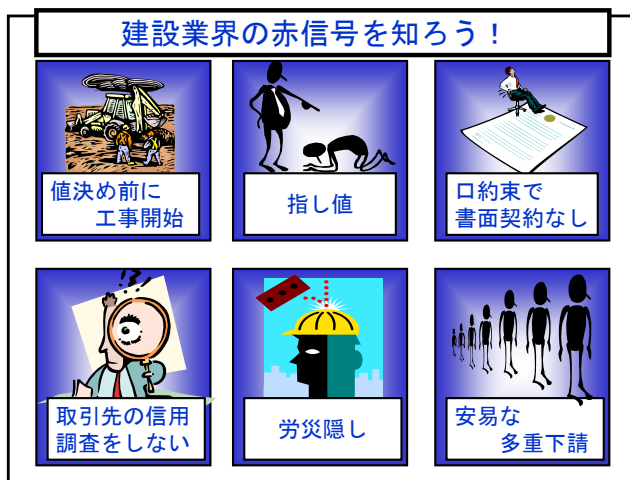 建設業界の赤信号を知ろう！
値決め前に
工事開始
指し値
口約束で
書面契約なし
取引先の信用
調査をしない
労災隠し
安易な
多重下請